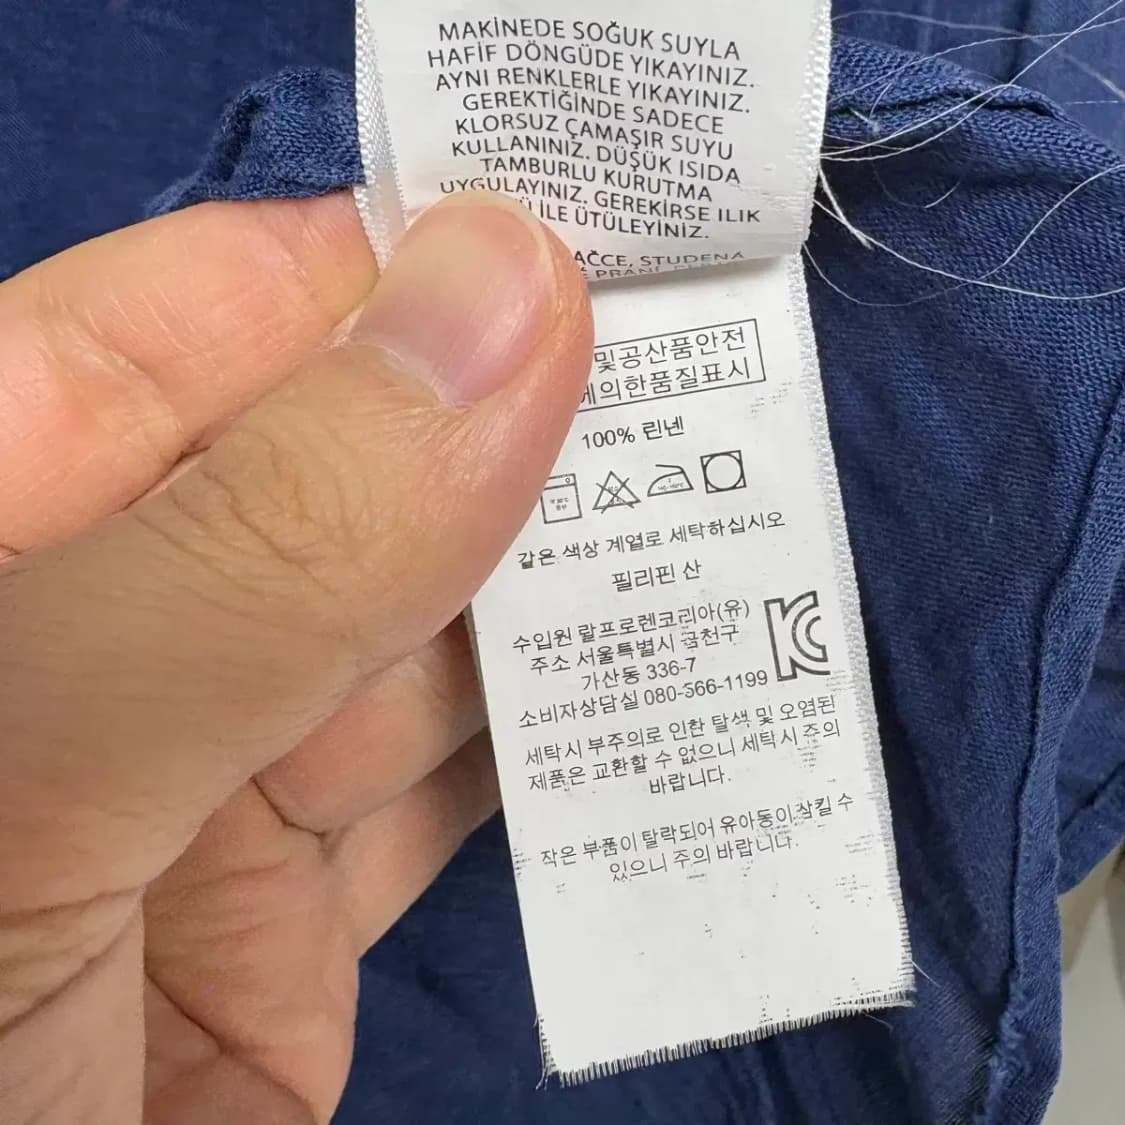 MAKİNEDE SOĞUK SUYLA
HAFİF DÖNGÜDE YIKAYINIZ.
AYNI RENKLERLE YIKAYINIZ.
GEREKTİĞİNDE SADECE
KLORSUZ ÇAMAŞIR SUYU
KULLANINIZ. DÜŞÜK ISIDA
TAMBURLU KURUTMA
UYGULAYINIZ. GEREKİRSE ILIK
İLE ÜTÜLEYİNİZ.
STUDENA
및공산품안전
의한품질표시
100% 린넨
같은 색상 계열로 세탁하십시오
필리핀 산
수입원 랄프로렌코리아(유)
주소 서울특별시 금천구
가산동 336-7
소비자상담실 080-566-1199
KC
세탁시 부주의로 인한 탈색 및 오염된
제품은 교환할 수 없으니 세탁시 주의
바랍니다.
작은 부품이 탈락되어 유아동이 삼킬 수
있으니 주의 바랍니다.